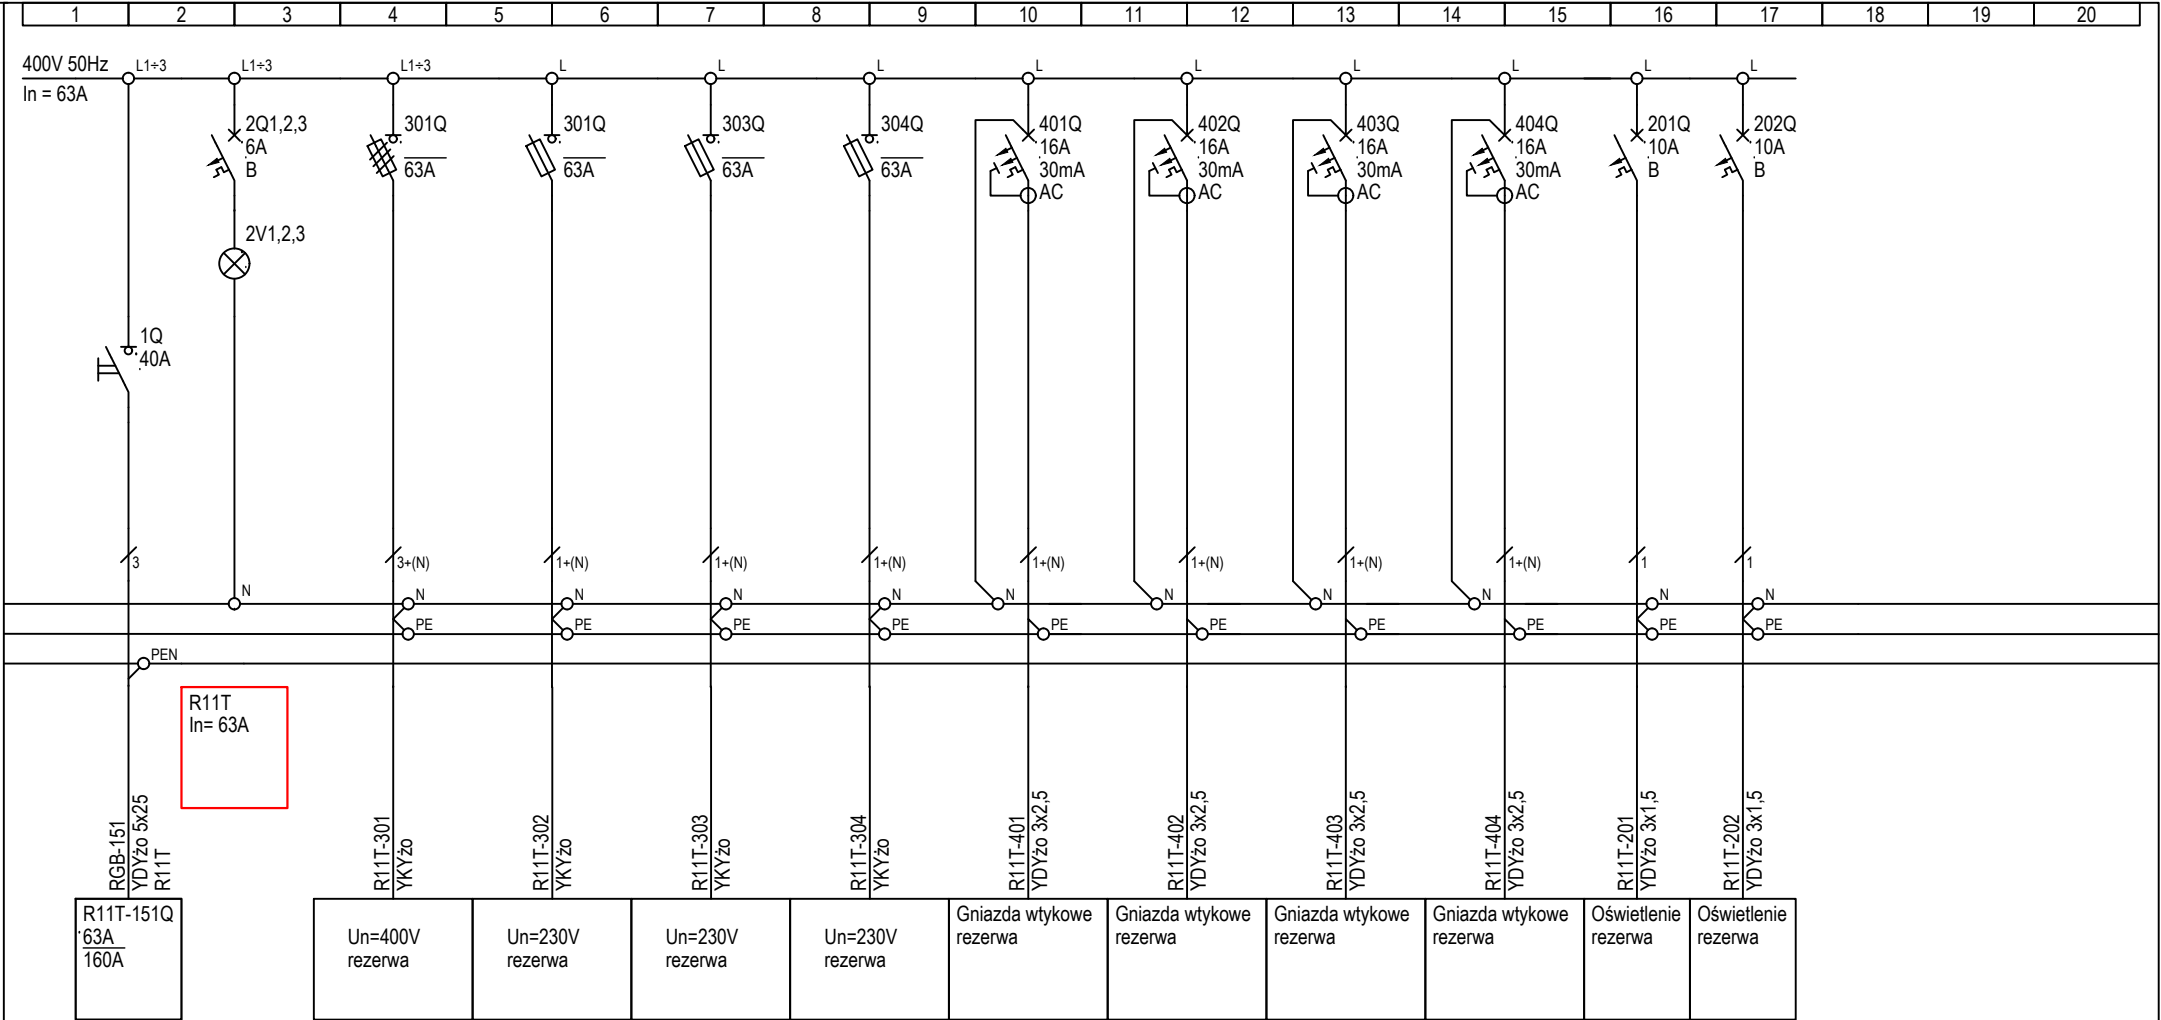 1 2 3 4 5 6 7 8 9 10 11 12 13 14 15 16 17 18 19 20
400V 50Hz
In = 63A
L1÷3 L1÷3 L1÷3 L L L L L L L L L
2Q1,2,3
6A
B
2V1,2,3
1Q
40A
301Q
63A
301Q
63A
303Q
63A
304Q
63A
401Q
16A
30mA
AC
402Q
16A
30mA
AC
403Q
16A
30mA
AC
404Q
16A
30mA
AC
201Q
10A
B
202Q
10A
B
3 3+(N) 1+(N) 1+(N) 1+(N) 1+(N) 1+(N) 1+(N) 1+(N) 1 1
N N N N N N N N N N N
PE PE PE PE PE PE PE PE PE PE
PEN
R11T
In= 63A
RGB-151
YDYżo 5x25
R11T
R11T-301
YKYżo
R11T-302
YKYżo
R11T-303
YKYżo
R11T-304
YKYżo
R11T-401
YDYżo 3x2,5
R11T-402
YDYżo 3x2,5
R11T-403
YDYżo 3x2,5
R11T-404
YDYżo 3x2,5
R11T-201
YDYżo 3x1,5
R11T-202
YDYżo 3x1,5
R11T-151Q
63A
160A
Un=400V
rezerwa
Un=230V
rezerwa
Un=230V
rezerwa
Un=230V
rezerwa
Gniazda wtykowe
rezerwa
Gniazda wtykowe
rezerwa
Gniazda wtykowe
rezerwa
Gniazda wtykowe
rezerwa
Oświetlenie
rezerwa
Oświetlenie
rezerwa